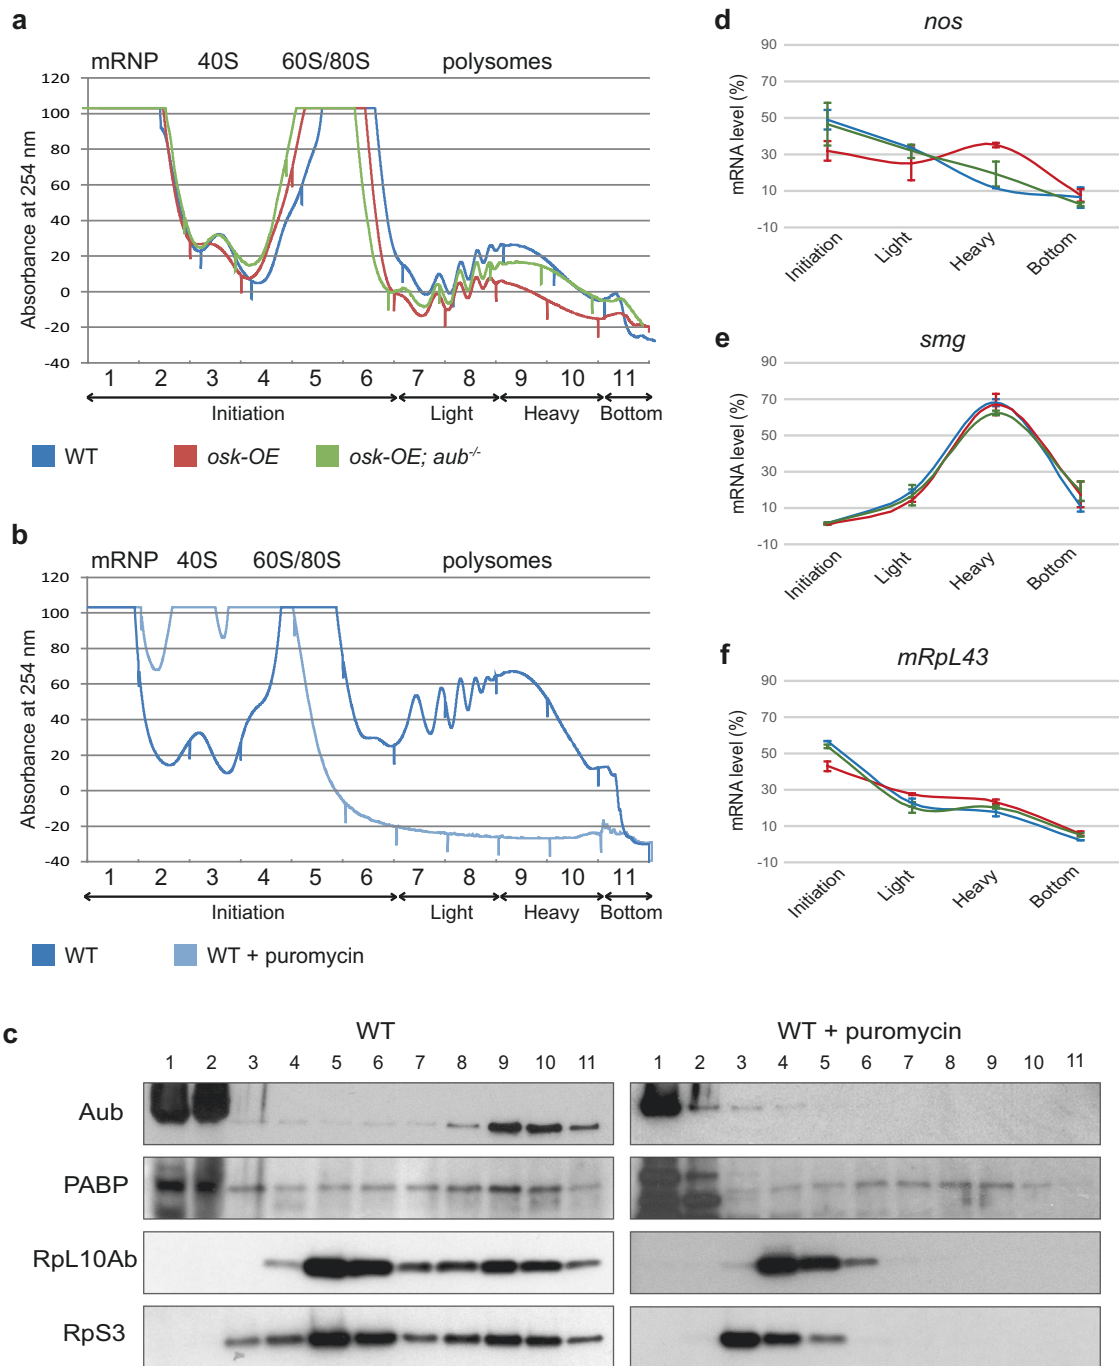 a
mRNP 40S 60S/80S polysomes
Absorbance at 254 nm
120
100
80
60
40
20
0
-20
-40
1 2 3 4 5 6 7 8 9 10 11
Initiation Light Heavy Bottom
WT osk-OE osk-OE; aub-/-
b
mRNP 40S 60S/80S polysomes
Absorbance at 254 nm
120
100
80
60
40
20
0
-20
-40
1 2 3 4 5 6 7 8 9 10 11
Initiation Light Heavy Bottom
WT WT + puromycin
d
nos
mRNA level (%)
90
70
50
30
10
-10
Initiation Light Heavy Bottom
e
smg
mRNA level (%)
90
70
50
30
10
-10
Initiation Light Heavy Bottom
f
mRpL43
mRNA level (%)
90
70
50
30
10
-10
Initiation Light Heavy Bottom
c
WT WT + puromycin
1 2 3 4 5 6 7 8 9 10 11 1 2 3 4 5 6 7 8 9 10 11
Aub
PABP
RpL10Ab
RpS3